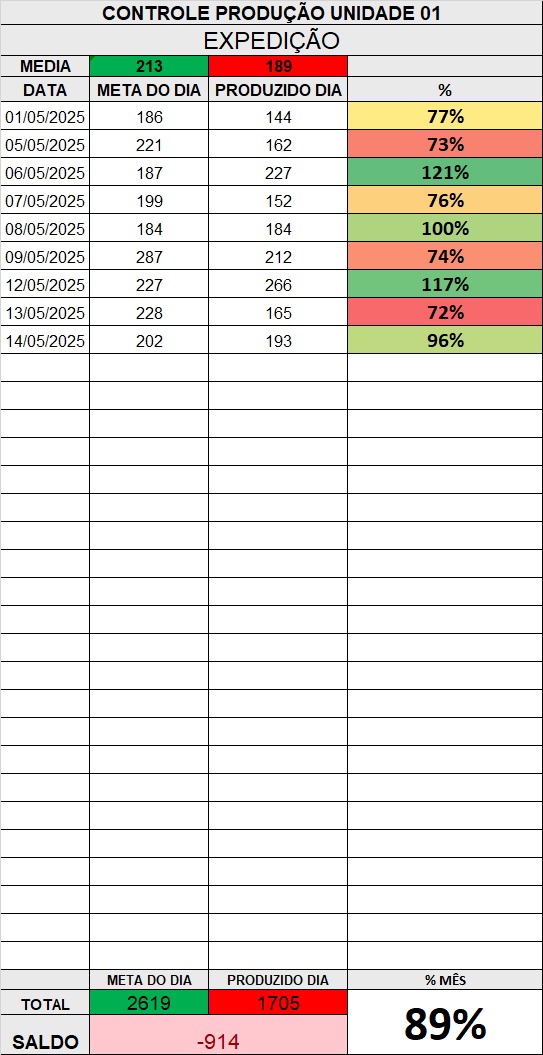 CONTROLE PRODUÇÃO UNIDADE 01
EXPEDIÇÃO
MEDIA 213 189
DATA META DO DIA PRODUZIDO DIA %
01/05/2025 186 144 77%
05/05/2025 221 162 73%
06/05/2025 187 227 121%
07/05/2025 199 152 76%
08/05/2025 184 184 100%
09/05/2025 287 212 74%
12/05/2025 227 266 117%
13/05/2025 228 165 72%
14/05/2025 202 193 96%
META DO DIA PRODUZIDO DIA % MÊS
TOTAL 2619 1705 89%
SALDO -914